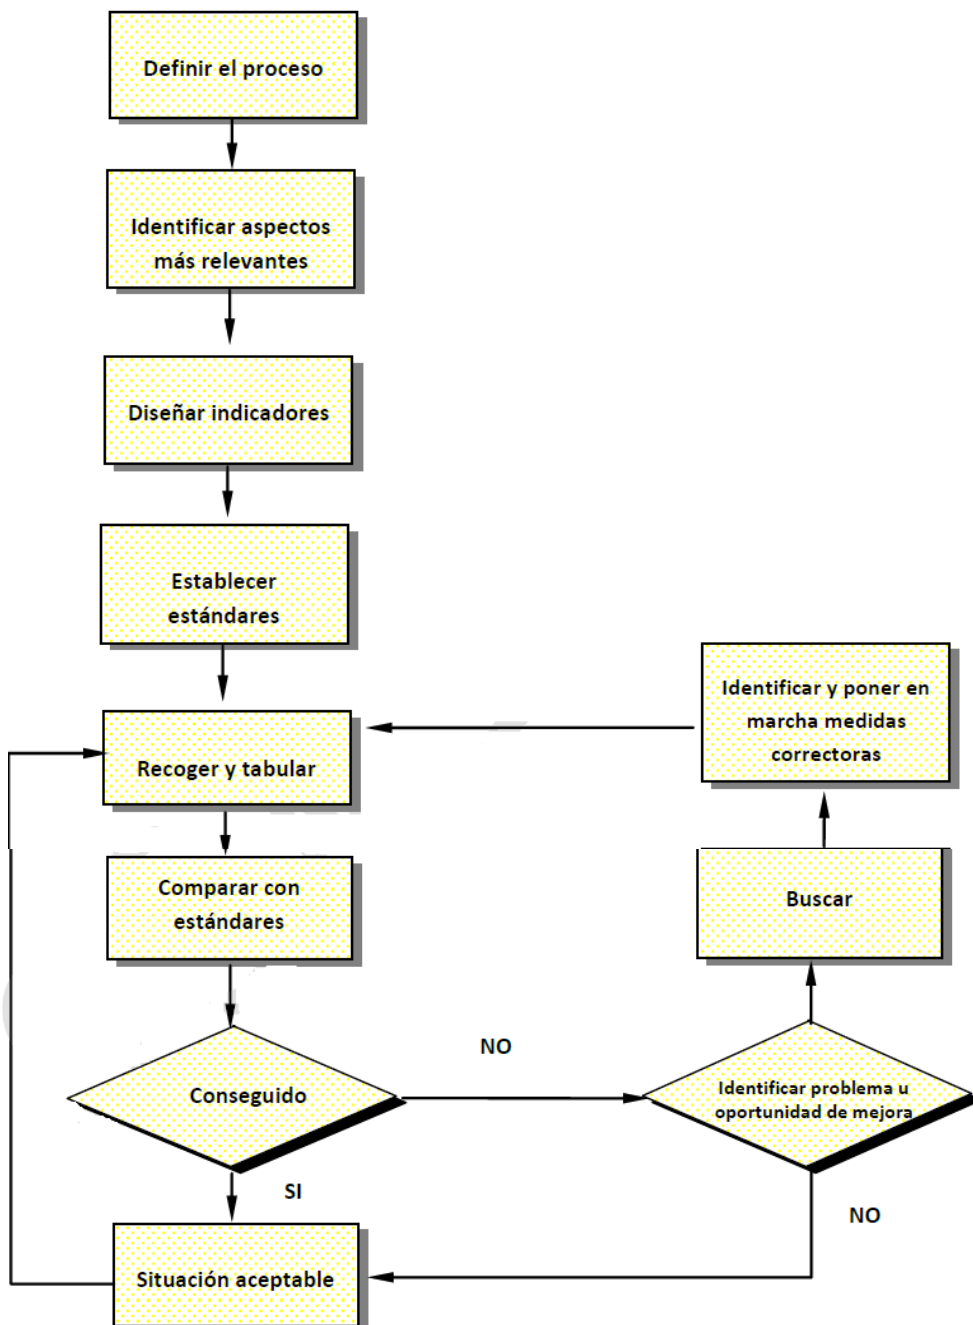 Definir el proceso
Identificar aspectos
más relevantes
Diseñar indicadores
Establecer
estándares
Identificar y poner en
marcha medidas
correctoras
Recoger y tabular
Comparar con
estándares
Buscar
NO
Conseguido
Identificar problema u
oportunidad de mejora
SI
NO
Situación aceptable